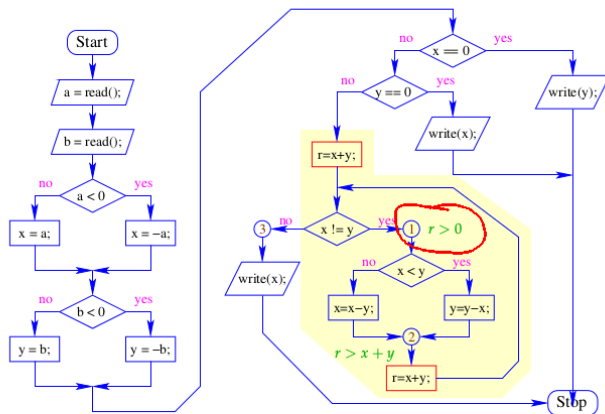 Start
a = read();
b = read();
no
a < 0
yes
x = a;
x = −a;
no
b < 0
yes
y = b;
y = −b;
no
x == 0
yes
no
y == 0
yes
write(y);
write(x);
r=x+y;
3
no
x != y
yes
1
r > 0
write(x);
no
x < y
yes
x=x−y;
y=y−x;
2
r > x + y
r=x+y;
Stop